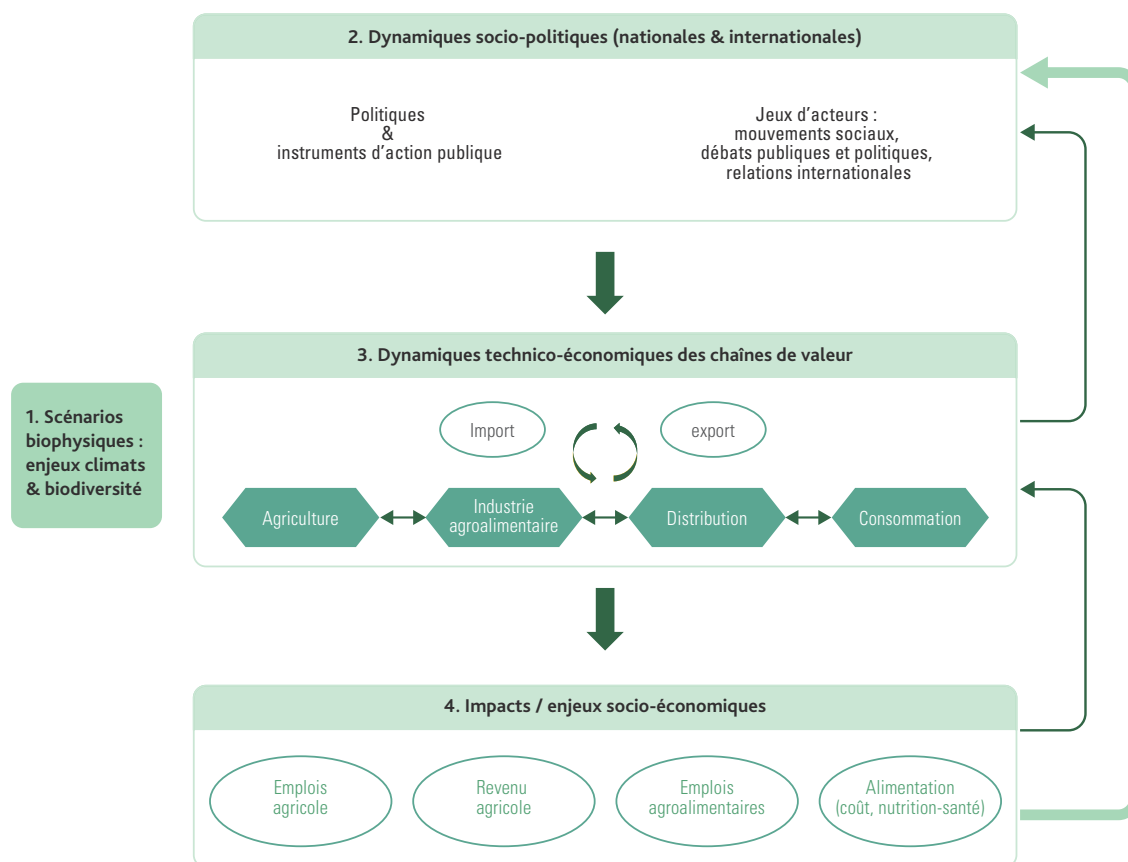 2. Dynamiques socio-politiques (nationales & internationales)
Politiques
&
instruments d'action publique
Jeux d'acteurs :
mouvements sociaux,
débats publiques et politiques,
relations internationales
1. Scénarios
biophysiques :
enjeux climats
& biodiversité
3. Dynamiques technico-économiques des chaînes de valeur
Import
export
Agriculture
Industrie
agroalimentaire
Distribution
Consommation
4. Impacts / enjeux socio-économiques
Emplois
agricole
Revenu
agricole
Emplois
agroalimentaires
Alimentation
(coût, nutrition-santé)